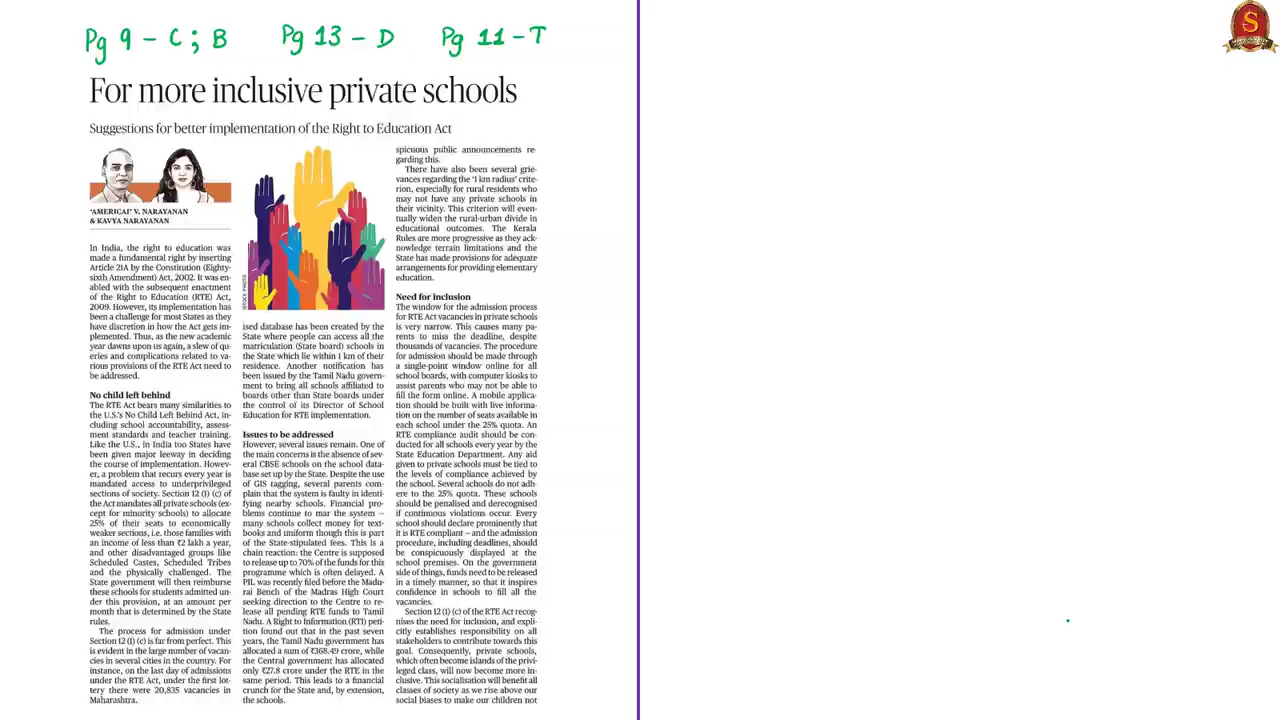 Pg 9 - C ; B Pg 13 - D Pg 11 - T
For more inclusive private schools
Suggestions for better implementation of the Right to Education Act
'AMERICAI' V. NARAYANAN
& KAVYA NARAYANAN
In India, the right to education was
made a fundamental right by inserting
Article 21A by the Constitution (Eighty-
sixth Amendment) Act, 2002. It was en-
abled with the subsequent enactment
of the Right to Education (RTE) Act,
2009. However, its implementation has
been a challenge for most States as they
have discretion in how the Act gets im-
plemented. Thus, as the new academic
year dawns upon us again, a slew of qu-
eries and complications related to va-
rious provisions of the RTE Act need to
be addressed.
No child left behind
The RTE Act bears many similarities to
the U.S.'s No Child Left Behind Act, in-
cluding school accountability, assess-
ment standards and teacher training.
Like the U.S., in India too States have
been given major leeway in deciding
the course of implementation. Howev-
er, a problem that recurs every year is
mandated access to underprivileged
sections of society. Section 12 (1) (c) of
the Act mandates all private schools (ex-
cept for minority schools) to allocate
25% of their seats to economically
weaker sections, i.e. those families with
an income of less than ₹2 lakh a year,
and other disadvantaged groups like
Scheduled Castes, Scheduled Tribes
and the physically challenged. The
State government will then reimburse
these schools for students admitted un-
der this provision, at an amount per
month that is determined by the State
rules.
The process for admission under
Section 12 (1) (c) is far from perfect. This
is evident in the large number of vacan-
cies in several cities in the country. For
instance, on the last day of admissions
under the RTE Act, under the first lot-
tery there were 20,835 vacancies in
Maharashtra.
ISTOCK PHOTO
ised database has been created by the
State where people can access all the
matriculation (State board) schools in
the State which lie within 1 km of their
residence. Another notification has
been issued by the Tamil Nadu govern-
ment to bring all schools affiliated to
boards other than State boards under
the control of its Director of School
Education for RTE implementation.
Issues to be addressed
However, several issues remain. One of
the main concerns is the absence of sev-
eral CBSE schools on the school data-
base set up by the State. Despite the use
of GIS tagging, several parents com-
plain that the system is faulty in identi-
fying nearby schools. Financial pro-
blems continue to mar the system —
many schools collect money for text-
books and uniform though this is part
of the State-stipulated fees. This is a
chain reaction: the Centre is supposed
to release up to 70% of the funds for this
programme which is often delayed. A
PIL was recently filed before the Madu-
rai Bench of the Madras High Court
seeking direction to the Centre to re-
lease all pending RTE funds to Tamil
Nadu. A Right to Information (RTI) peti-
tion found out that in the past seven
years, the Tamil Nadu government has
allocated a sum of ₹368.49 crore, while
the Central government has allocated
only ₹27.8 crore under the RTE in the
same period. This leads to a financial
crunch for the State and, by extension,
the schools.
spicuous public announcements re-
garding this.
There have also been several grie-
vances regarding the '1 km radius' crite-
rion, especially for rural residents who
may not have any private schools in
their vicinity. This criterion will even-
tually widen the rural-urban divide in
educational outcomes. The Kerala
Rules are more progressive as they ack-
nowledge terrain limitations and the
State has made provisions for adequate
arrangements for providing elementary
education.
Need for inclusion
The window for the admission process
for RTE Act vacancies in private schools
is very narrow. This causes many pa-
rents to miss the deadline, despite
thousands of vacancies. The procedure
for admission should be made through
a single-point window online for all
school boards, with computer kiosks to
assist parents who may not be able to
fill the form online. A mobile applica-
tion should be built with live informa-
tion on the number of seats available in
each school under the 25% quota. An
RTE compliance audit should be con-
ducted for all schools every year by the
State Education Department. Any aid
given to private schools must be tied to
the levels of compliance achieved by
the school. Several schools do not adh-
ere to the 25% quota. These schools
should be penalised and derecognised
if continuous violations occur. Every
school should declare prominently that
it is RTE compliant — and the admission
procedure, including deadlines, should
be conspicuously displayed at the
school premises. On the government
side of things, funds need to be released
in a timely manner, so that it inspires
confidence in schools to fill all the
vacancies.
Section 12 (1) (c) of the RTE Act recog-
nises the need for inclusion, and expli-
citly establishes responsibility on all
stakeholders to contribute towards this
goal. Consequently, private schools,
which often become islands of the privi-
leged class, will now become more in-
clusive. This socialisation will benefit all
classes of society as we rise above our
social biases to make our children not
S